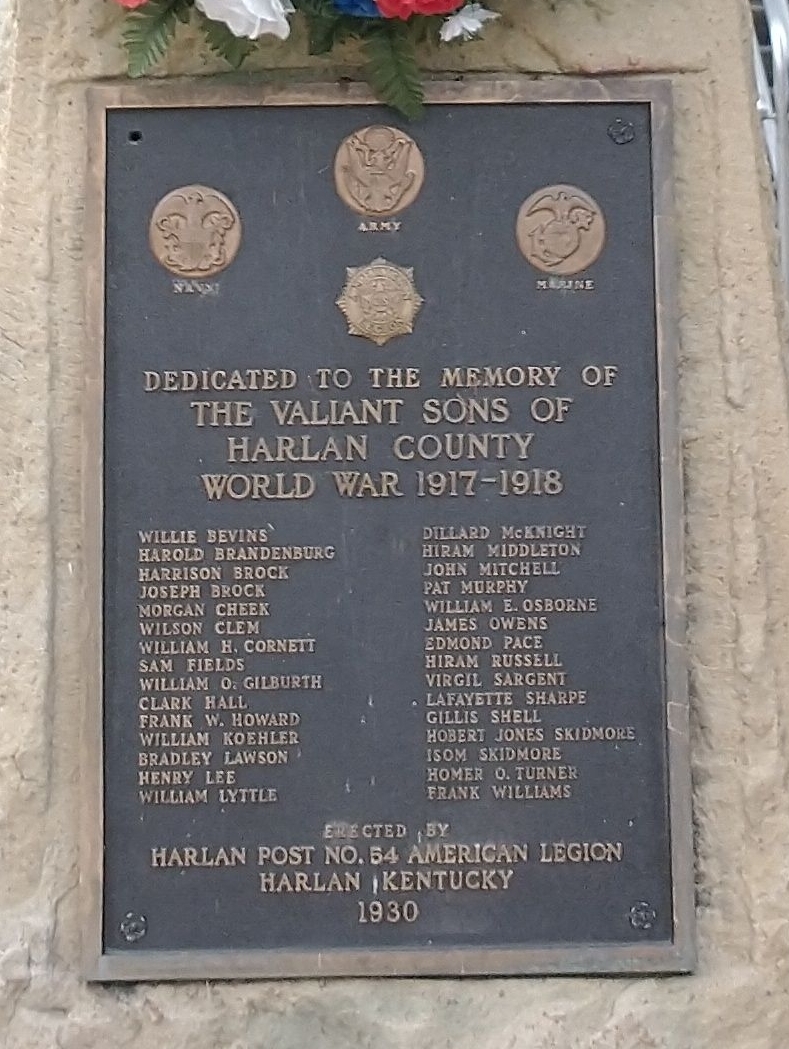 ARMY
NAVY
MARINE
DEDICATED TO THE MEMORY OF
THE VALIANT SONS OF
HARLAN COUNTY
WORLD WAR 1917-1918
WILLIE BEVINS
HAROLD BRANDENBURG
HARRISON BROCK
JOSEPH BROCK
MORGAN CHEEK
WILSON CLEM
WILLIAM H. CORNETT
SAM FIELDS
WILLIAM O. GILBURTH
CLARK HALL
FRANK W. HOWARD
WILLIAM KOEHLER
BRADLEY LAWSON
HENRY LEE
WILLIAM LYTTLE
DILLARD McKNIGHT
HIRAM MIDDLETON
JOHN MITCHELL
PAT MURPHY
WILLIAM E. OSBORNE
JAMES OWENS
EDMOND PACE
HIRAM RUSSELL
VIRGIL SARGENT
LAFAYETTE SHARPE
GILLIS SHELL
HOBERT JONES SKIDMORE
ISOM SKIDMORE
HOMER O. TURNER
FRANK WILLIAMS
ERECTED BY
HARLAN POST NO. 54 AMERICAN LEGION
HARLAN KENTUCKY
1930